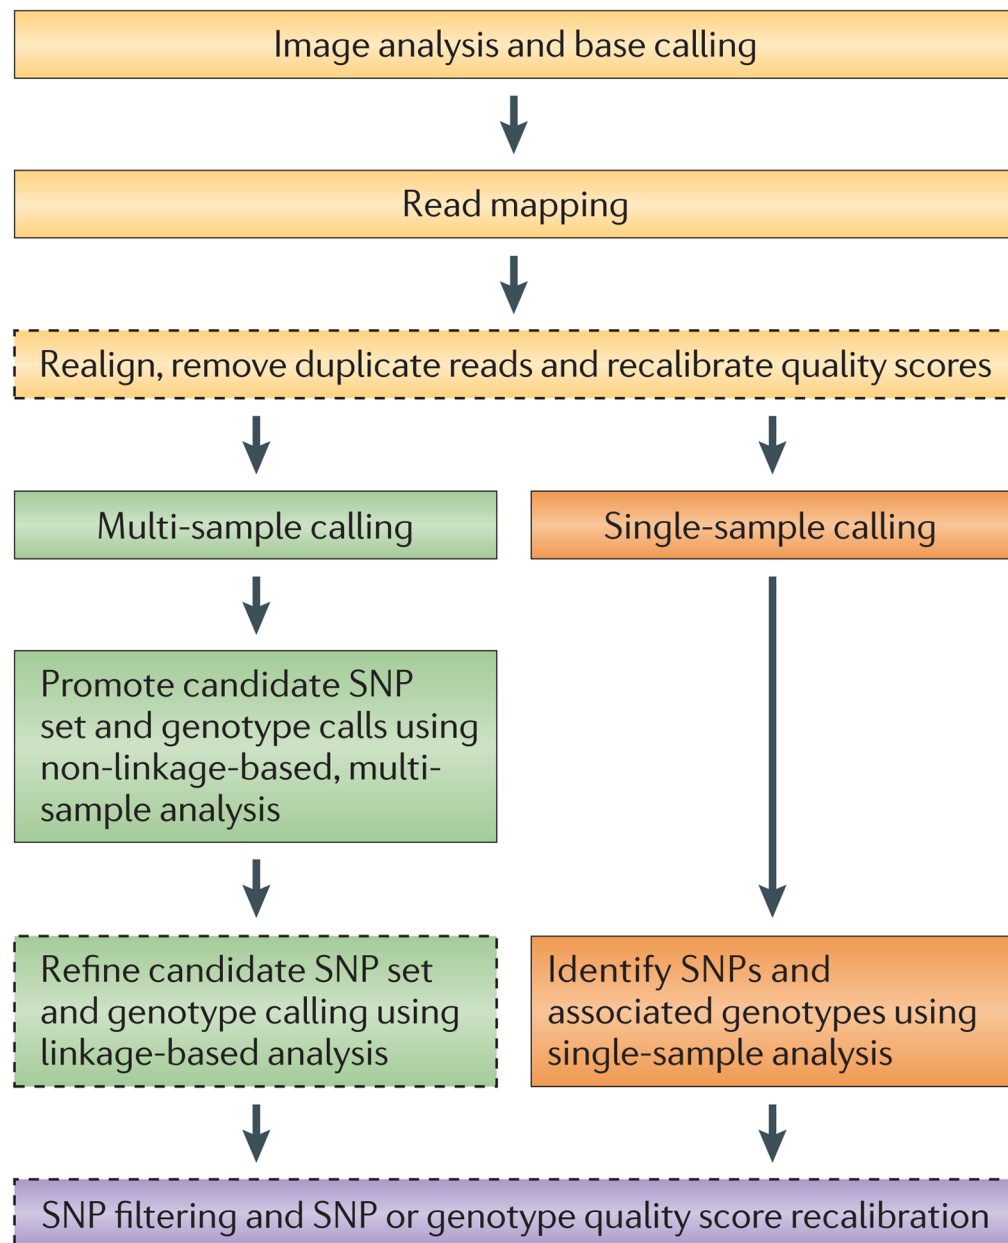 Image analysis and base calling
Read mapping
Realign, remove duplicate reads and recalibrate quality scores
Multi-sample calling
Single-sample calling
Promote candidate SNP
set and genotype calls using
non-linkage-based, multi-
sample analysis
Refine candidate SNP set
and genotype calling using
linkage-based analysis
Identify SNPs and
associated genotypes using
single-sample analysis
SNP filtering and SNP or genotype quality score recalibration